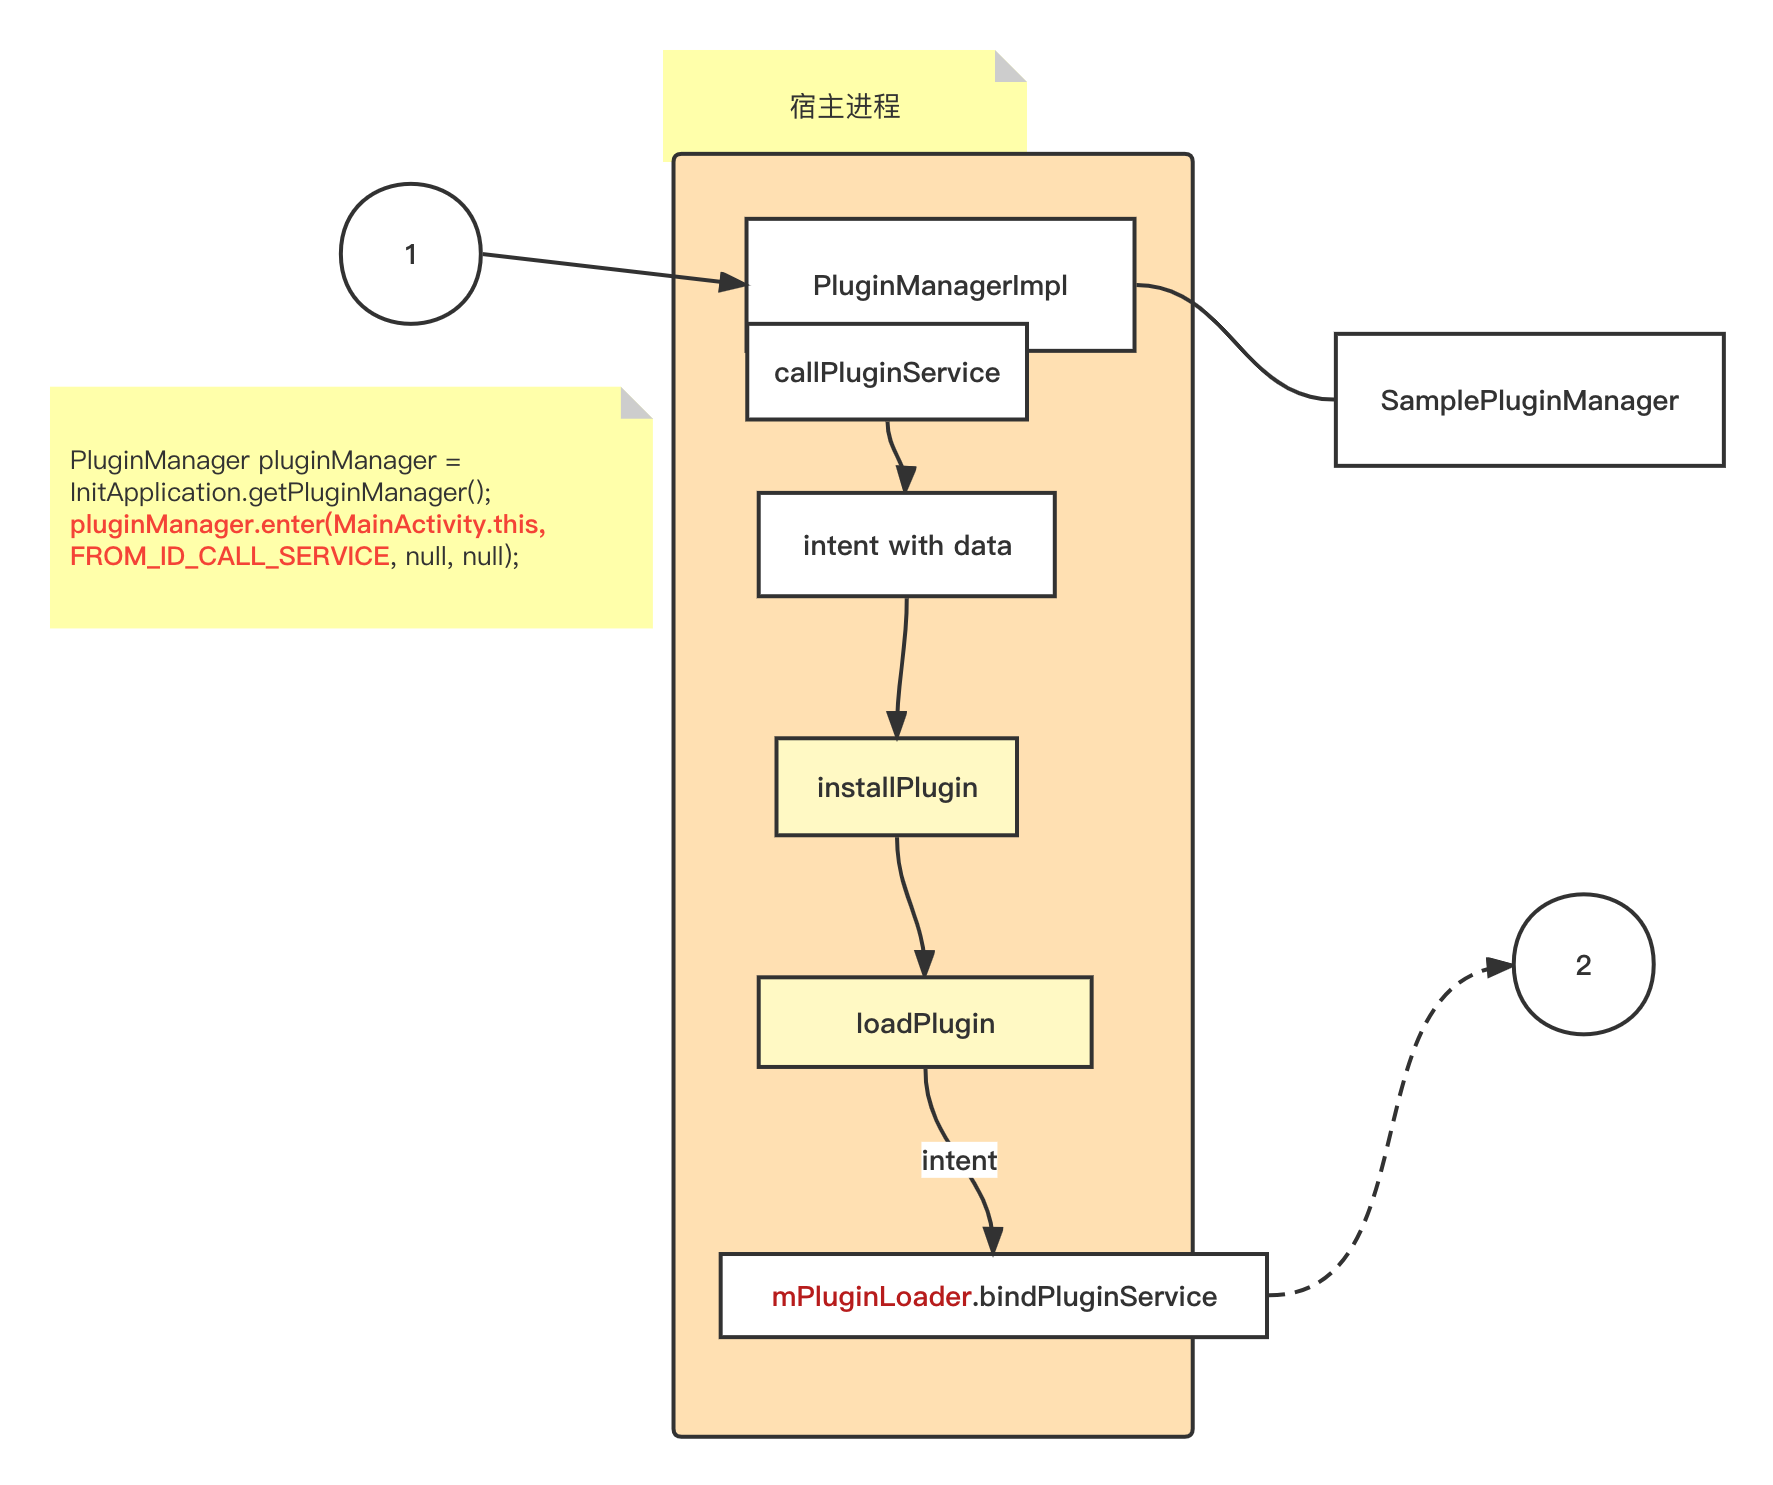 宿主进程
1
PluginManagerImpl
callPluginService
SamplePluginManager
PluginManager pluginManager =
InitApplication.getPluginManager();
pluginManager.enter(MainActivity.this,
FROM_ID_CALL_SERVICE, null, null);
intent with data
installPlugin
2
loadPlugin
intent
mPluginLoader.bindPluginService